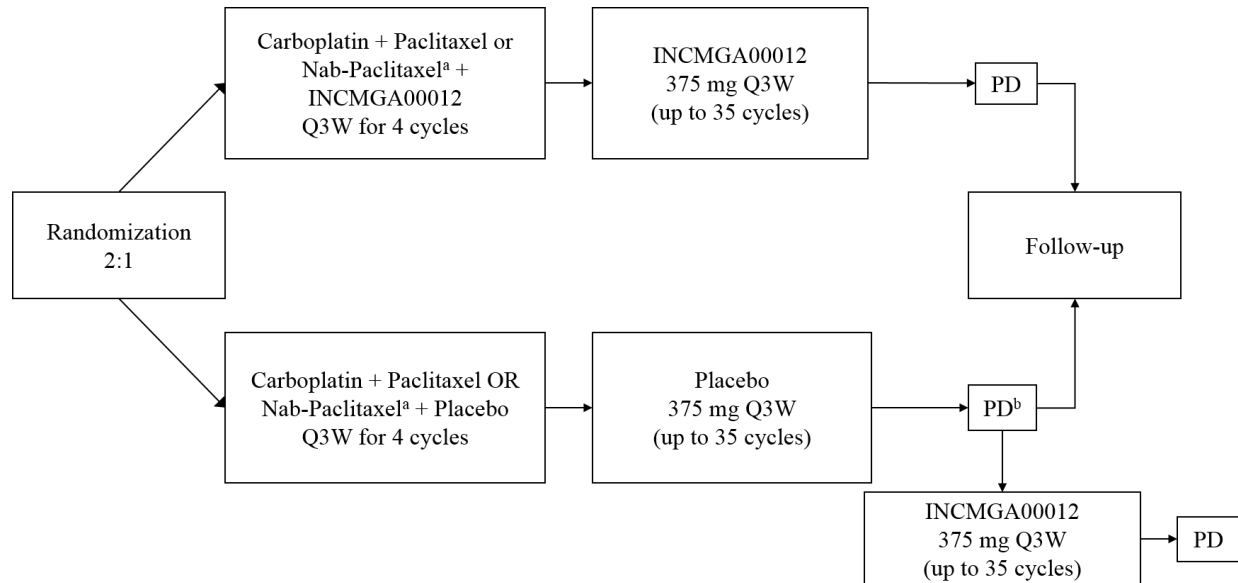 Carboplatin + Paclitaxel or
Nab-Paclitaxelᵃ +
INCMGA00012
Q3W for 4 cycles
INCMGA00012
375 mg Q3W
(up to 35 cycles)
PD
Randomization
2:1
Follow-up
Carboplatin + Paclitaxel OR
Nab-Paclitaxelᵃ + Placebo
Q3W for 4 cycles
Placebo
375 mg Q3W
(up to 35 cycles)
PDᵇ
INCMGA00012
375 mg Q3W
(up to 35 cycles)
PD